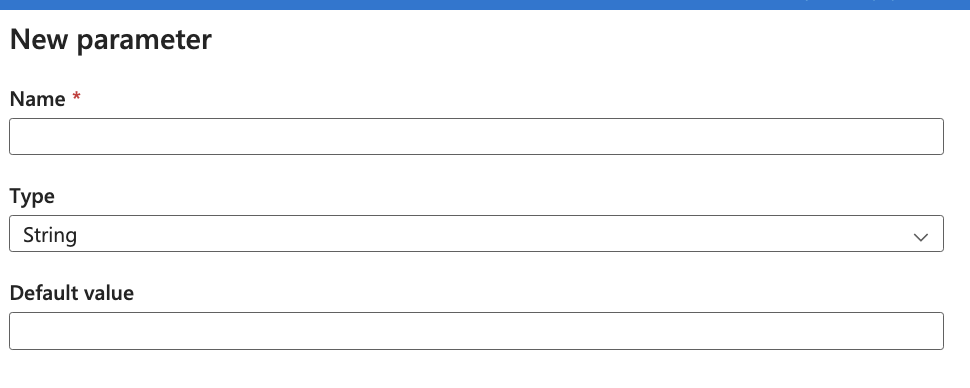 New parameter
Name *
Type
String
Default value